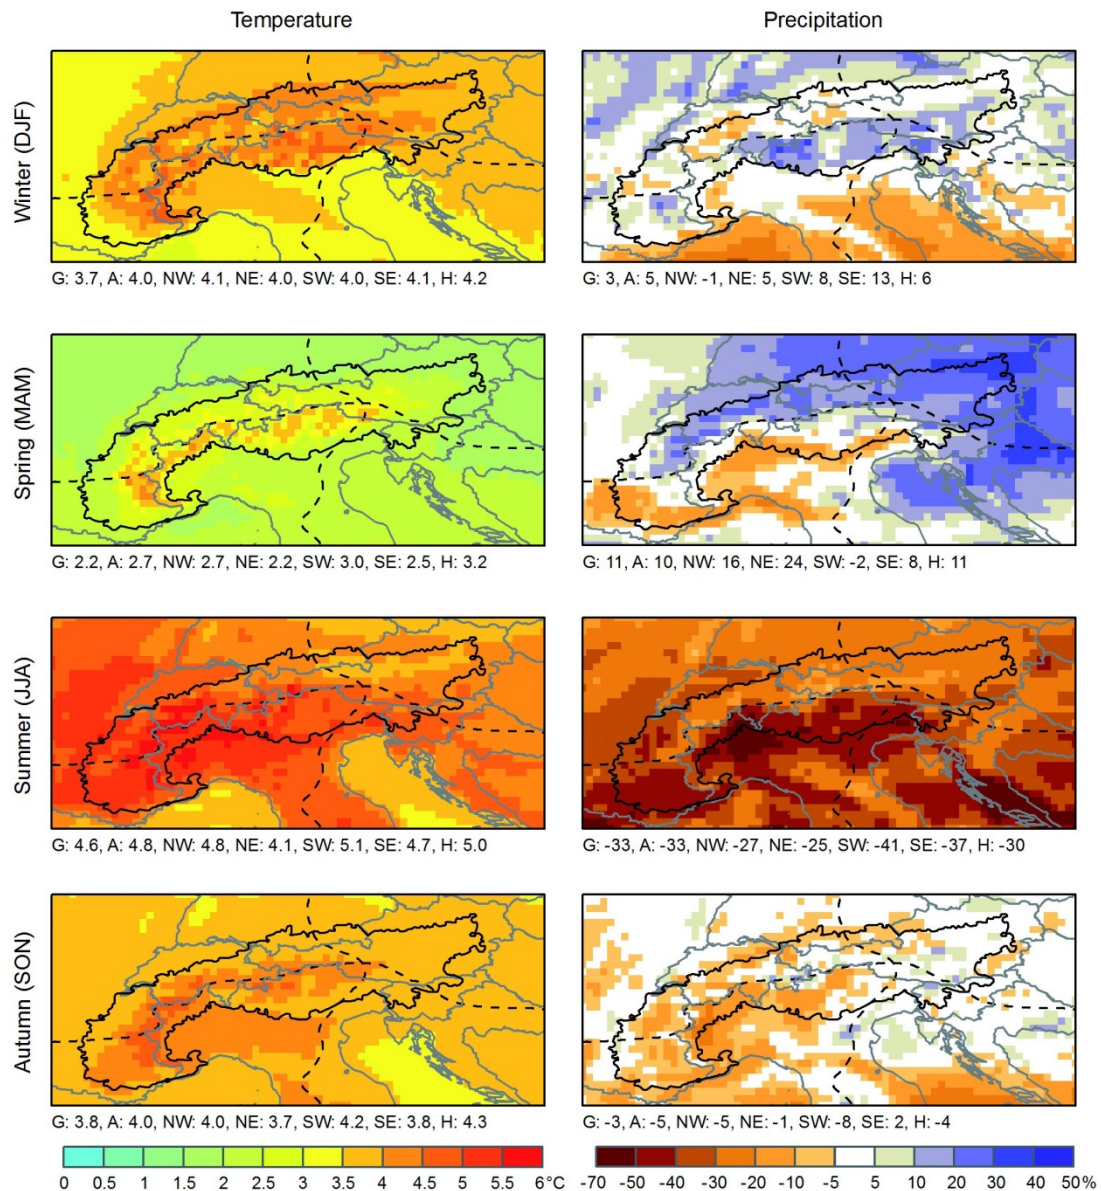 Temperature
Precipitation
Winter (DJF)
G: 3.7, A: 4.0, NW: 4.1, NE: 4.0, SW: 4.0, SE: 4.1, H: 4.2
G: 3, A: 5, NW: -1, NE: 5, SW: 8, SE: 13, H: 6
Spring (MAM)
G: 2.2, A: 2.7, NW: 2.7, NE: 2.2, SW: 3.0, SE: 2.5, H: 3.2
G: 11, A: 10, NW: 16, NE: 24, SW: -2, SE: 8, H: 11
Summer (JJA)
G: 4.6, A: 4.8, NW: 4.8, NE: 4.1, SW: 5.1, SE: 4.7, H: 5.0
G: -33, A: -33, NW: -27, NE: -25, SW: -41, SE: -37, H: -30
Autumn (SON)
G: 3.8, A: 4.0, NW: 4.0, NE: 3.7, SW: 4.2, SE: 3.8, H: 4.3
G: -3, A: -5, NW: -5, NE: -1, SW: -8, SE: 2, H: -4
0 0.5 1 1.5 2 2.5 3 3.5 4 4.5 5 5.5 6°C
-70 -50 -40 -30 -20 -10 -5 5 10 20 30 40 50%